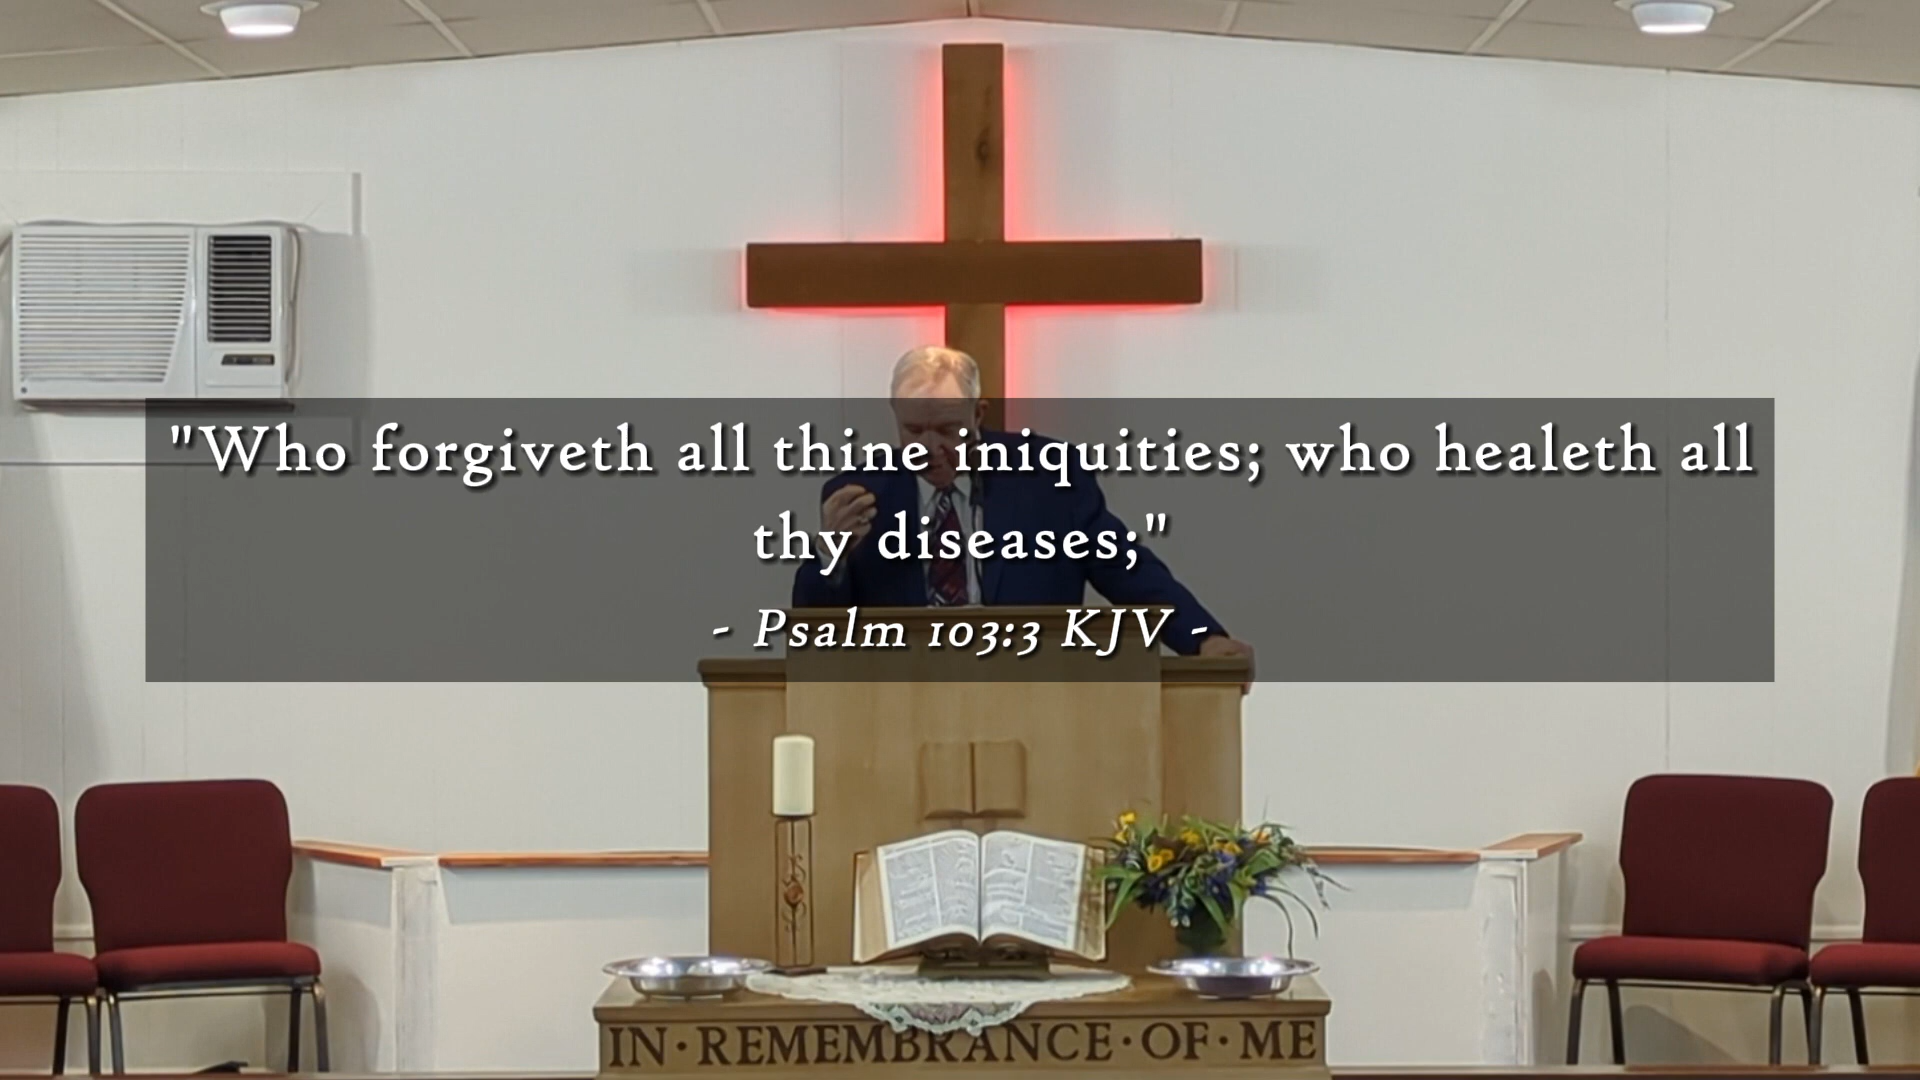 "Who forgiveth all thine iniquities; who healeth all
thy diseases;"
- Psalm 103:3 KJV -
IN · REMEMBRANCE · OF · ME